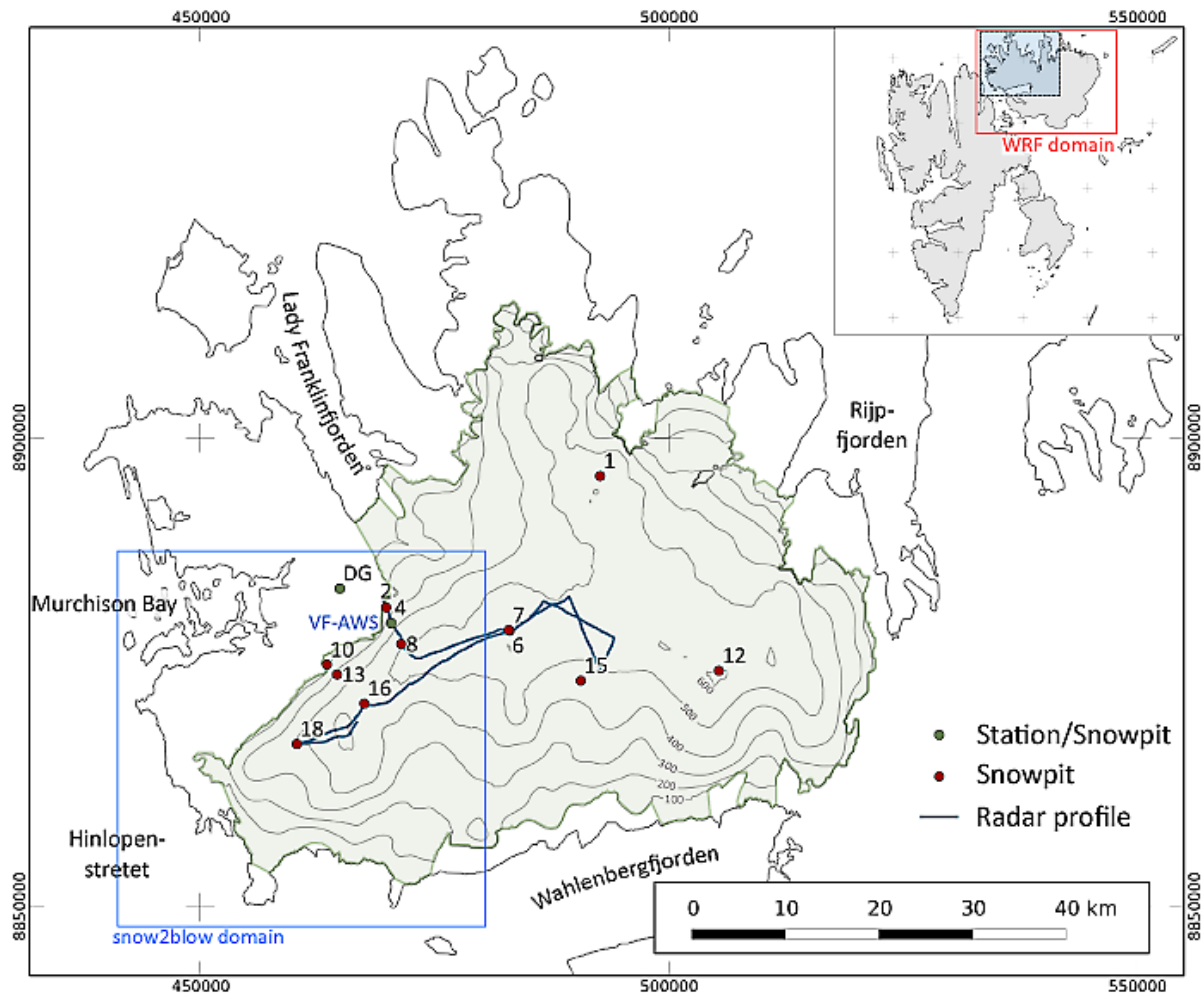 450000
500000
550000
WRF domain
Lady Franklinfjorden
Rijp-
fjorden
8900000
8900000
1
DG
2
4
Murchison Bay
VF-AWS
7
8
6
10
13
15
12
600
16
18
500
400
300
200
100
Station/Snowpit
Snowpit
Radar profile
Hinlopen-
stretet
Wahlenbergfjorden
8850000
8850000
0 10 20 30 40 km
snow2blow domain
450000
500000
550000